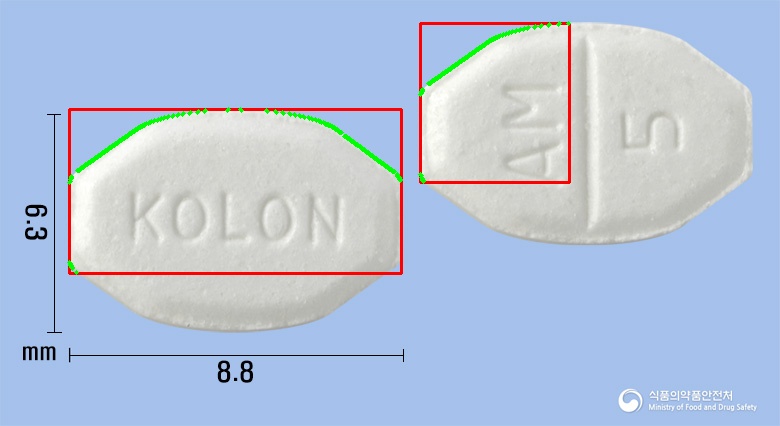 KOLON
AM
5
6.3
mm
8.8
식품의약품안전처
Ministry of Food and Drug Safety